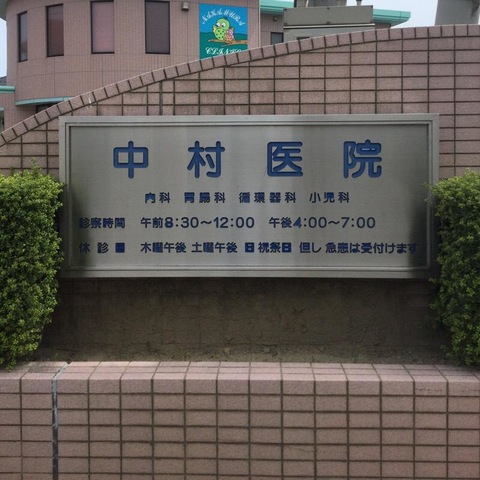 NAKAMURA
CLINIC
中村医院
内科 胃腸科 循環器科 小児科
診察時間 午前8:30〜12:00 午後4:00〜7:00
休診日 木曜午後 土曜午後 日祝祭日 但し 急患は受付けます